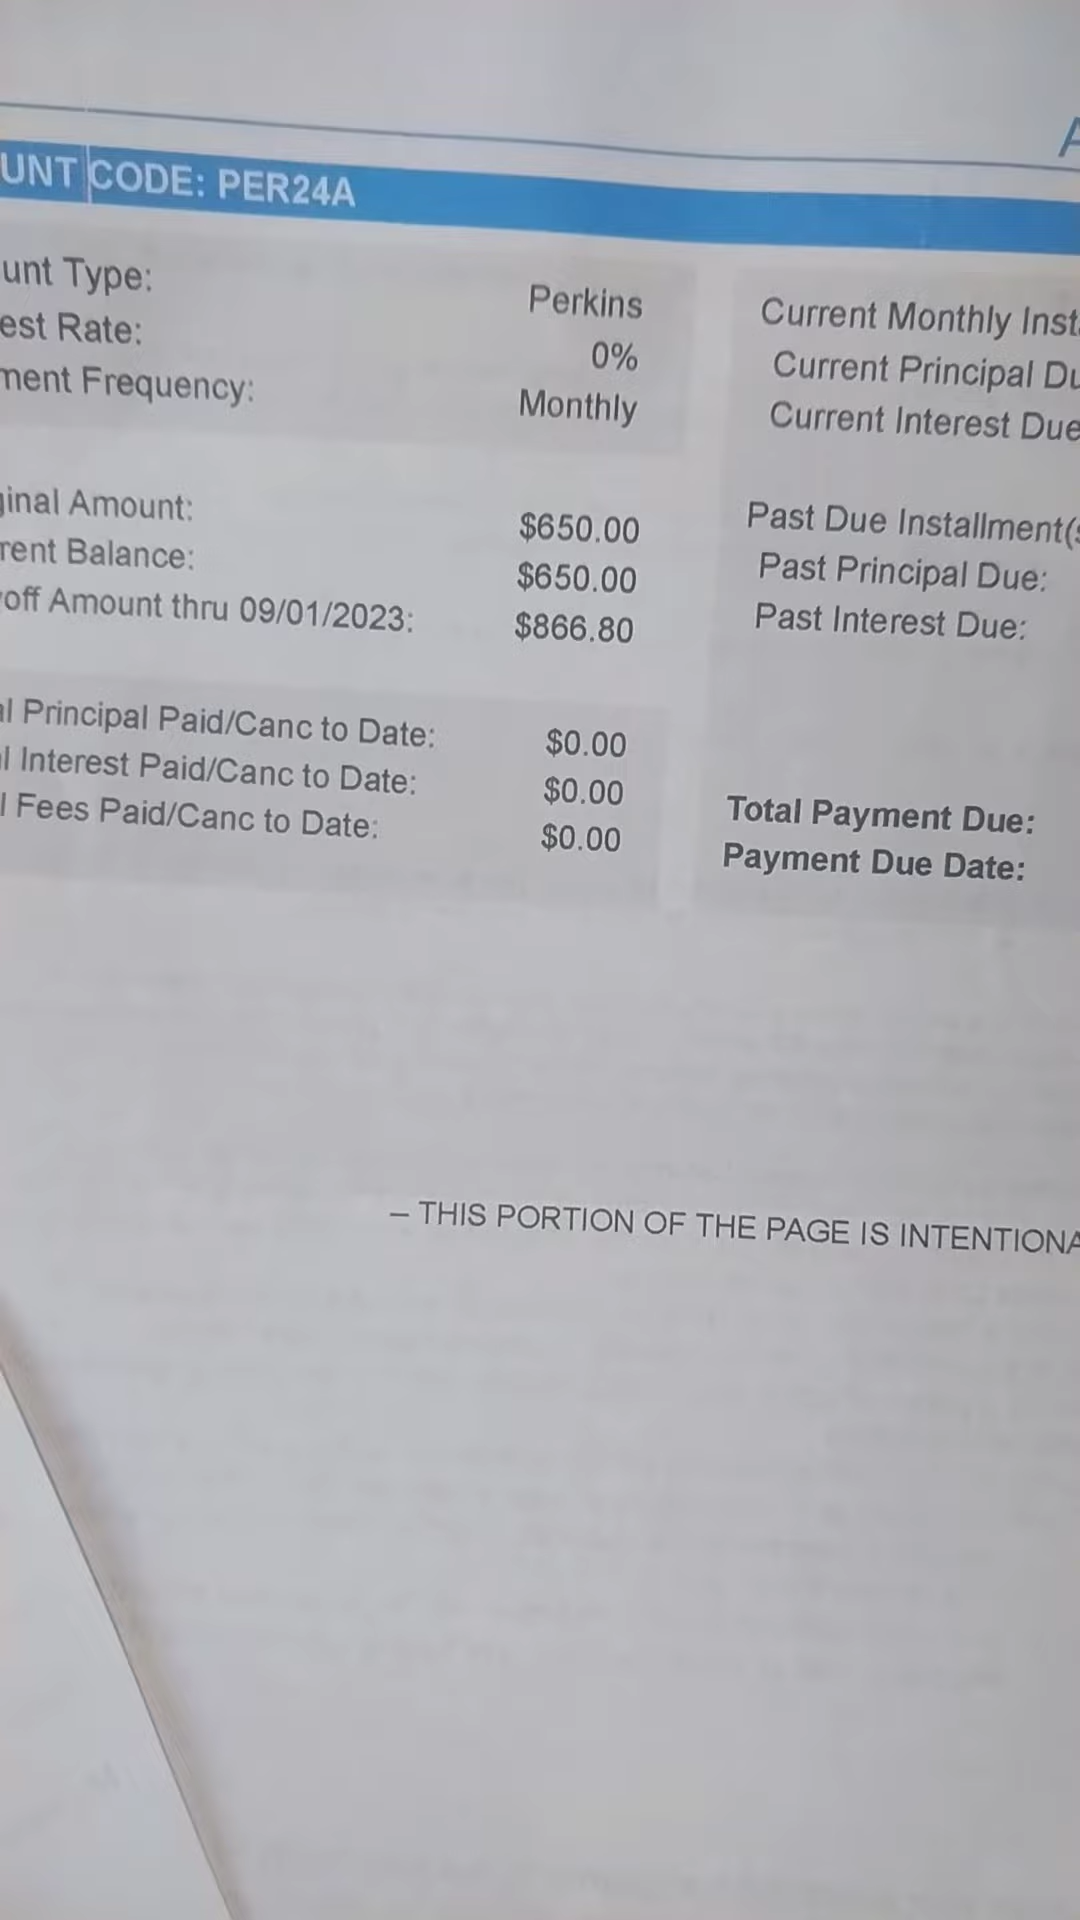 A
UNT CODE: PER24A
unt Type: Perkins
est Rate: 0%
ment Frequency: Monthly
ginal Amount: $650.00
rent Balance: $650.00
off Amount thru 09/01/2023: $866.80
al Principal Paid/Canc to Date: $0.00
al Interest Paid/Canc to Date: $0.00
l Fees Paid/Canc to Date: $0.00
Current Monthly Inst
Current Principal Du
Current Interest Due
Past Due Installment(s
Past Principal Due:
Past Interest Due:
Total Payment Due:
Payment Due Date:
– THIS PORTION OF THE PAGE IS INTENTIONA